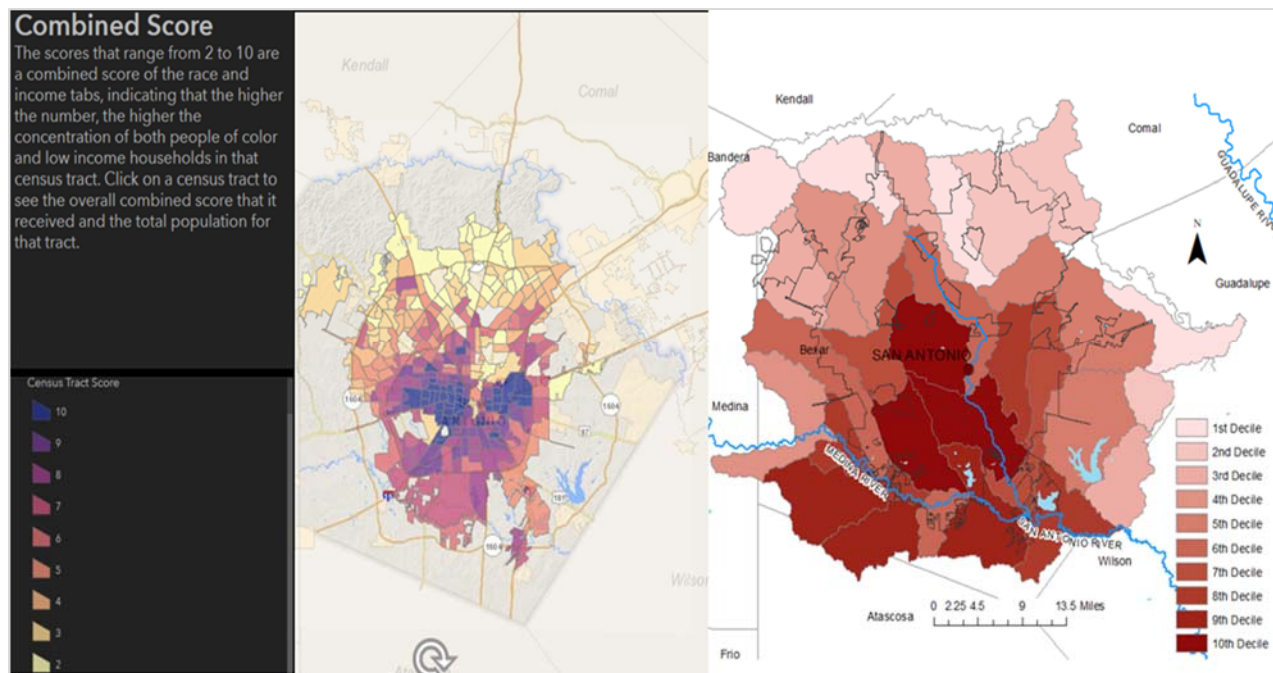 Combined Score
The scores that range from 2 to 10 are
a combined score of the race and
income tabs, indicating that the higher
the number, the higher the
concentration of both people of color
and low income households in that
census tract. Click on a census tract to
see the overall combined score that it
received and the total population for
that tract.
Census Tract Score
10
9
8
7
6
5
4
3
2
Kendall
Comal
1604
1604
87
181
1604
Wilson
Kendall
Comal
Bandera
GUADALUPE RIVE
N
Guadalupe
SAN ANTONIO
Bexar
Medina
MEDINA RIVER
SAN ANTONIO RIVER
Wilson
Atascosa
0 2.25 4.5 9 13.5 Miles
Frio
1st Decile
2nd Decile
3rd Decile
4th Decile
5th Decile
6th Decile
7th Decile
8th Decile
9th Decile
10th Decile